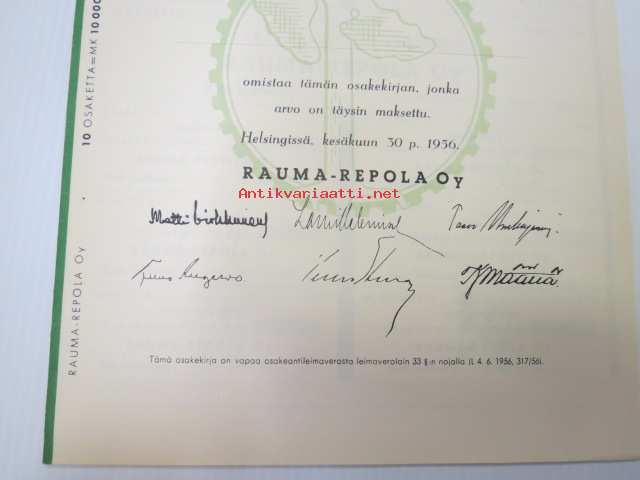 omistaa tämän osakekirjan, jonka
arvo on täysin maksettu.
Helsingissä, kesäkuun 30 p. 1956.
RAUMA-REPOLA Oy
Antikvariaatti.net
Matti Virkkunen
Tämä osakekirja on vapaa osakeantileimaverosta leimaverolain 33 §:n nojalla (l. 4. 6. 1956, 317/56).
RAUMA-REPOLA Oy · 10 OSAKETTA=MK 10 000